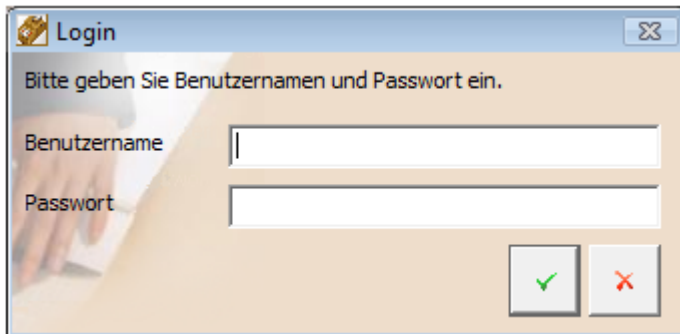 Login
Bitte geben Sie Benutzernamen und Passwort ein.
Benutzername
Passwort